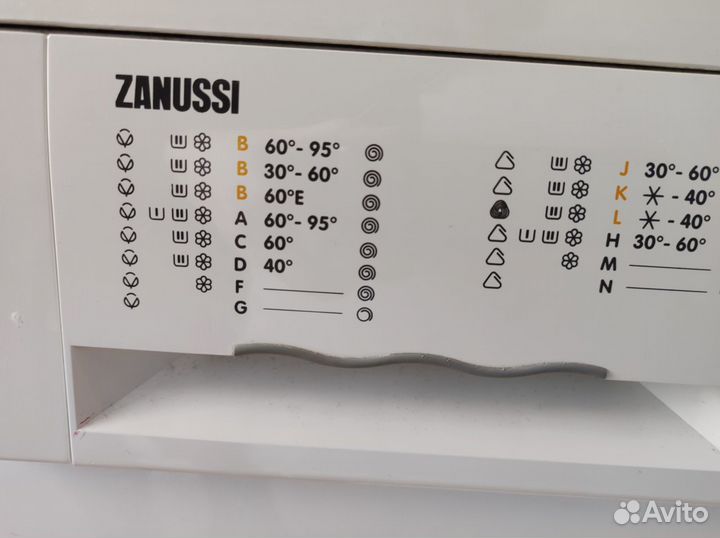 ZANUSSI
B 60°- 95°
B 30°- 60°
B 60°E
A 60°- 95°
C 60°
D 40°
F
G
J 30°- 60°
K - 40°
L - 40°
H 30°- 60°
M
N
Avito